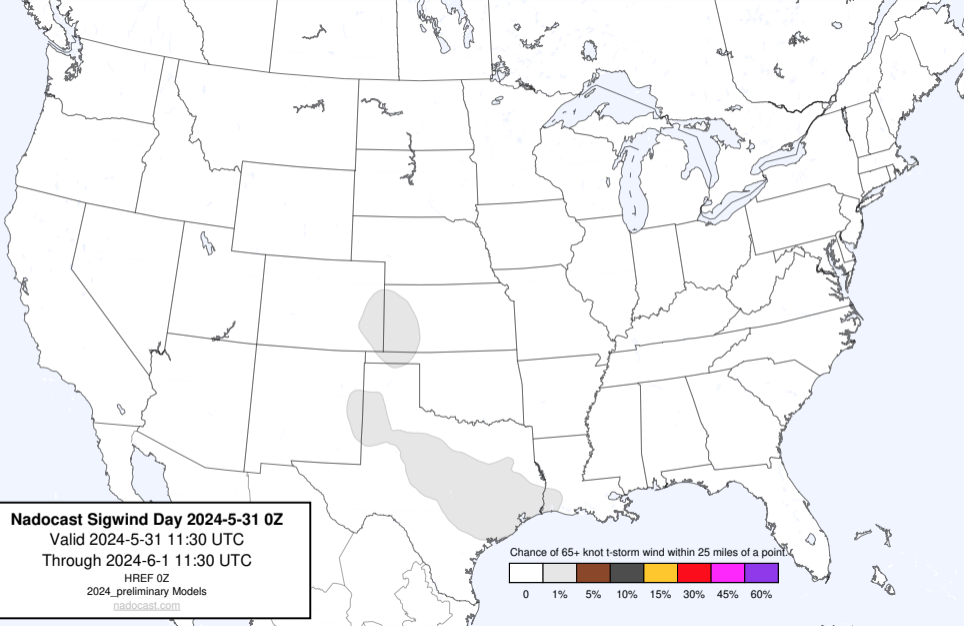 Nadocast Sigwind Day 2024-5-31 0Z
Valid 2024-5-31 11:30 UTC
Through 2024-6-1 11:30 UTC
HREF 0Z
2024_preliminary Models
nadocast.com
Chance of 65+ knot t-storm wind within 25 miles of a point.
0 1% 5% 10% 15% 30% 45% 60%